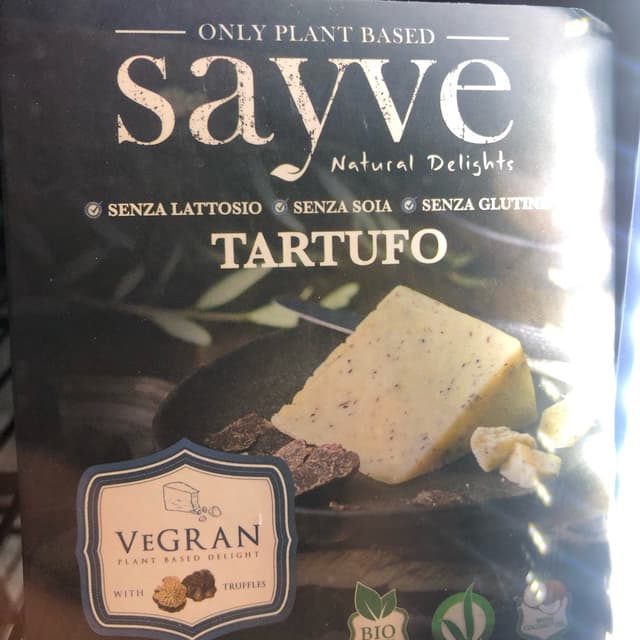 ONLY PLANT BASED
sayve
Natural Delights
SENZA LATTOSIO SENZA SOIA SENZA GLUTINE
TARTUFO
VEGRAN
PLANT BASED DELIGHT
WITH TRUFFLES
BIO